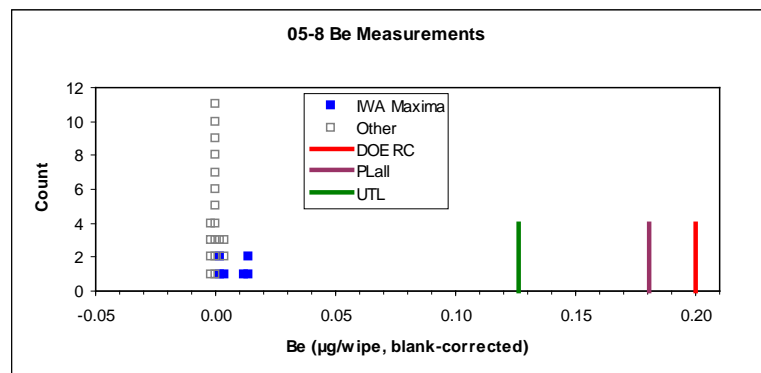 05-8 Be Measurements
12
10
8
6
4
2
0
Count
IWA Maxima
Other
DOE RC
PLall
UTL
-0.05 0.00 0.05 0.10 0.15 0.20
Be (µg/wipe, blank-corrected)